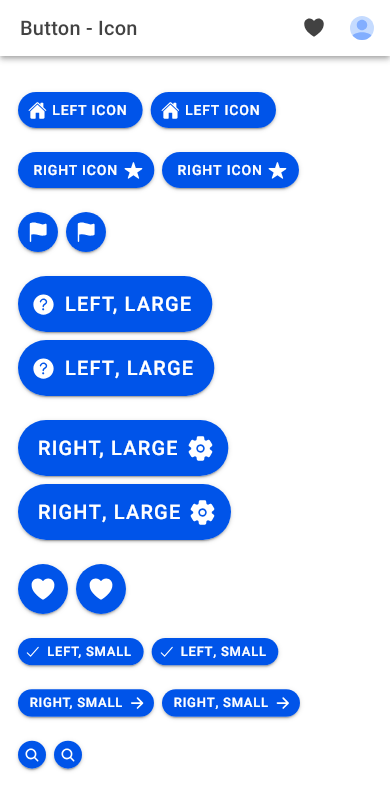 Button - Icon
LEFT ICON LEFT ICON
RIGHT ICON RIGHT ICON
? LEFT, LARGE
? LEFT, LARGE
RIGHT, LARGE
RIGHT, LARGE
LEFT, SMALL LEFT, SMALL
RIGHT, SMALL RIGHT, SMALL